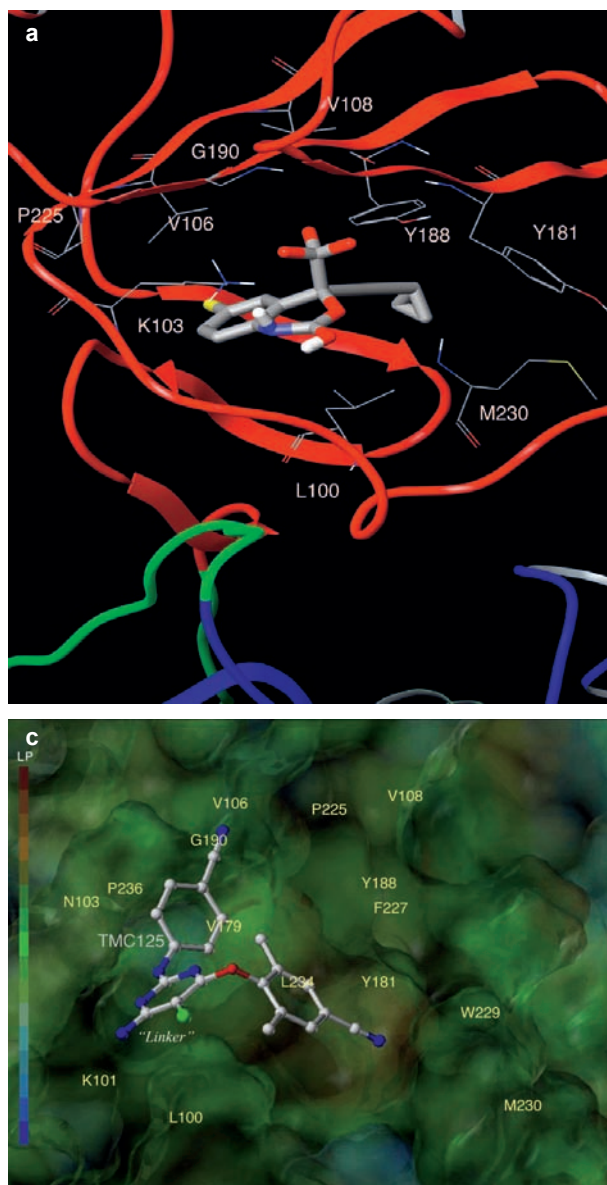 a
V108
G190
P225
V106
Y188
Y181
K103
M230
L100
c
LP
V106
P225
V108
G190
P236
Y188
N103
F227
V179
TMC125
L234
Y181
W229
"Linker"
K101
L100
M230